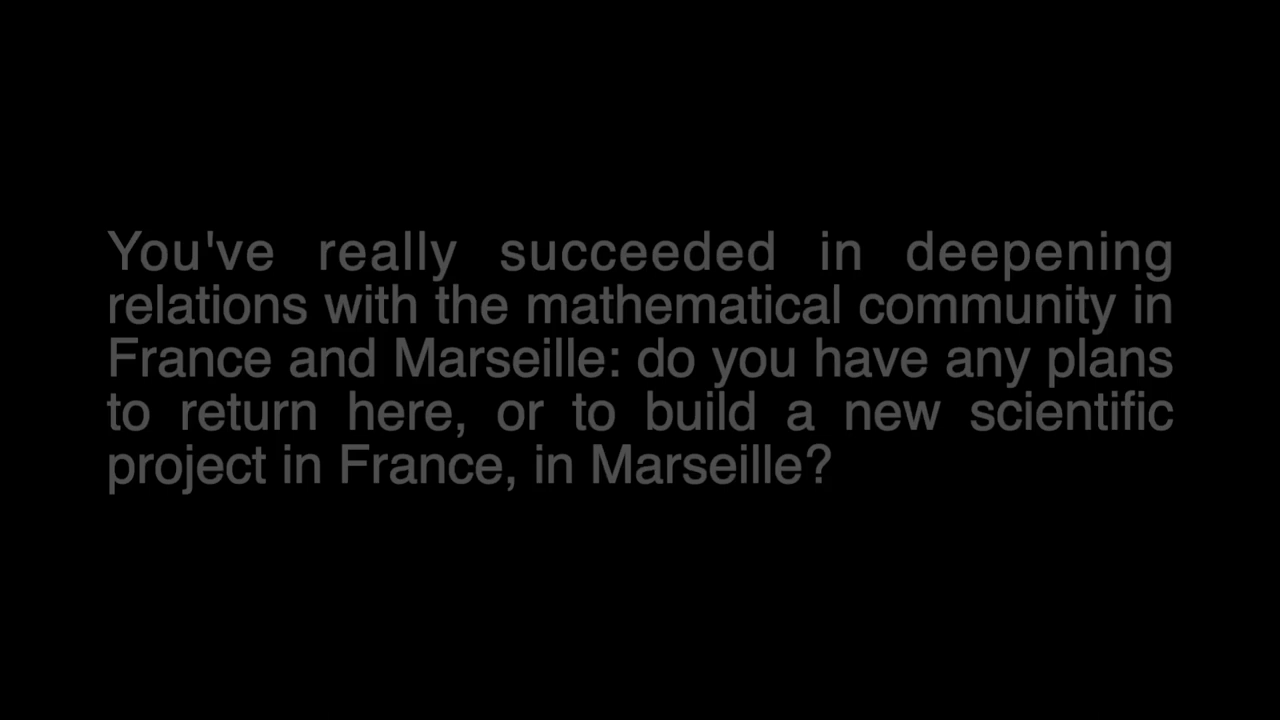 You've really succeeded in deepening
relations with the mathematical community in
France and Marseille: do you have any plans
to return here, or to build a new scientific
project in France, in Marseille?